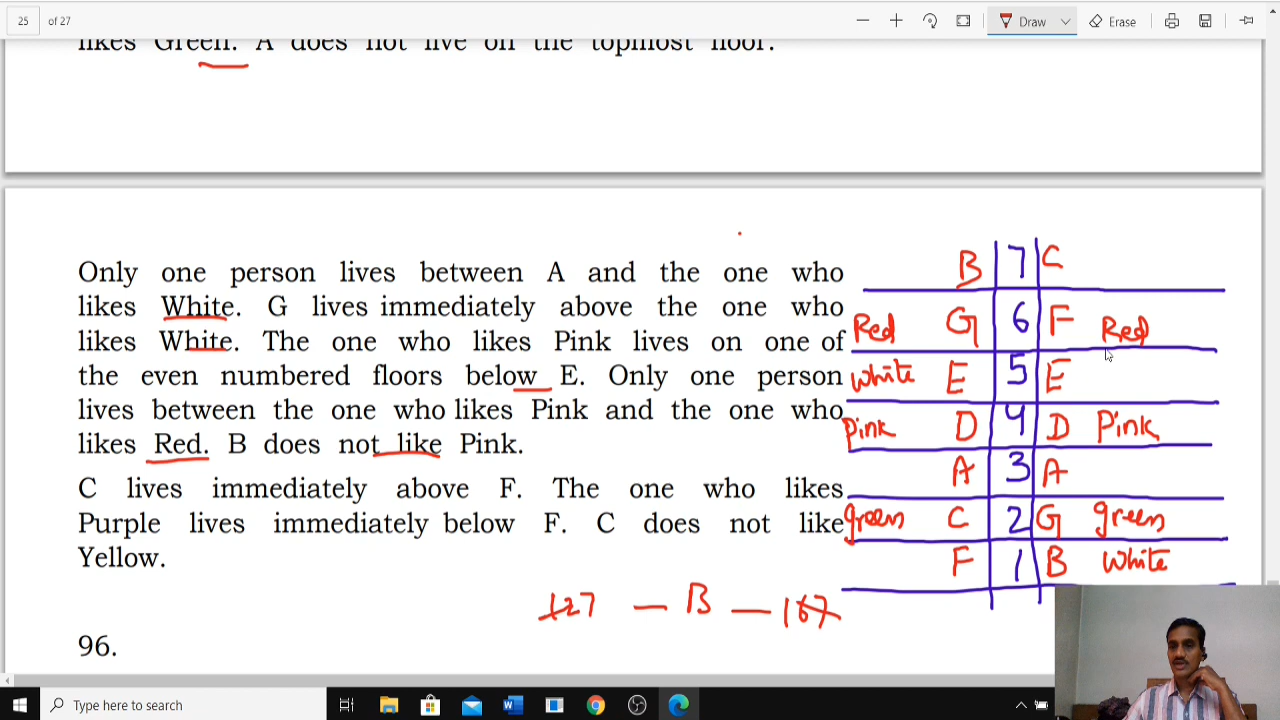 25 of 27 Draw Erase
likes Green. A does not live on the topmost floor.
Only one person lives between A and the one who
likes White. G lives immediately above the one who
likes White. The one who likes Pink lives on one of
the even numbered floors below E. Only one person
lives between the one who likes Pink and the one who
likes Red. B does not like Pink.
C lives immediately above F. The one who likes
Purple lives immediately below F. C does not like
Yellow.
96.
B 7 C
Red G 6 F Red
White E 5 E
Pink D 4 D Pink
A 3 A
green C 2 G green
F 1 B White
127 — B — 167
Type here to search